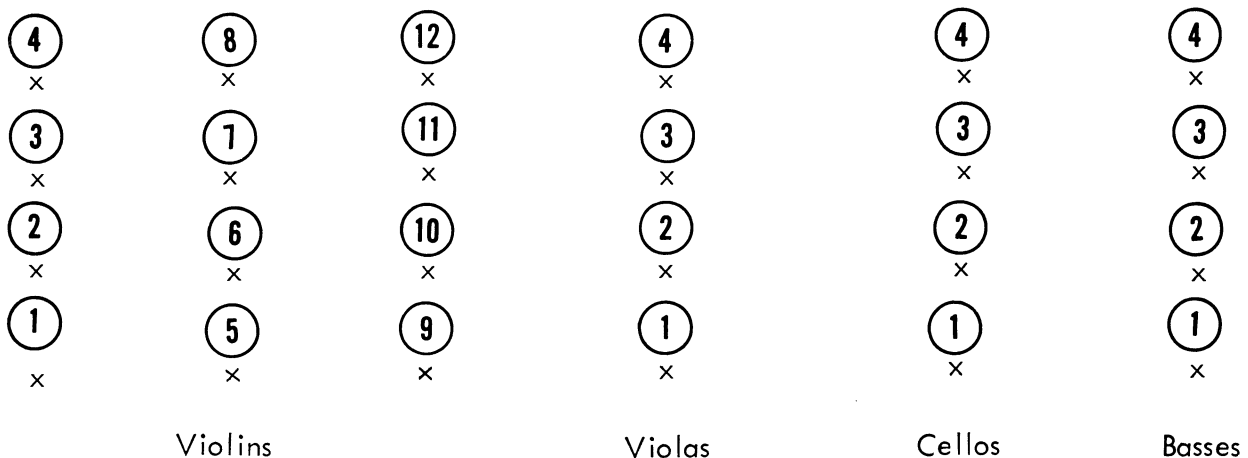 4 8 12 4 4 4
x x x x x x
3 7 11 3 3 3
x x x x x x
2 6 10 2 2 2
x x x x x x
1 5 9 1 1 1
x x x x x x
Violins Violas Cellos Basses